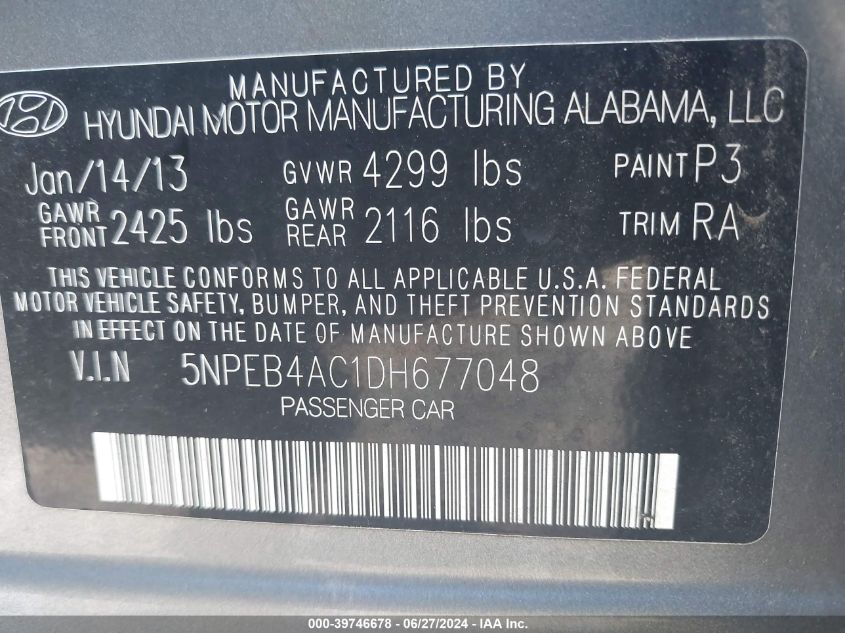 MANUFACTURED BY
HYUNDAI MOTOR MANUFACTURING ALABAMA, LLC
Jan/14/13 GVWR 4299 lbs PAINT P3
GAWR FRONT 2425 lbs GAWR REAR 2116 lbs TRIM RA
THIS VEHICLE CONFORMS TO ALL APPLICABLE U.S.A. FEDERAL
MOTOR VEHICLE SAFETY, BUMPER, AND THEFT PREVENTION STANDARDS
IN EFFECT ON THE DATE OF MANUFACTURE SHOWN ABOVE.
V.I.N 5NPEB4AC1DH677048
PASSENGER CAR
000-39746678 - 06/27/2024 - IAA Inc.